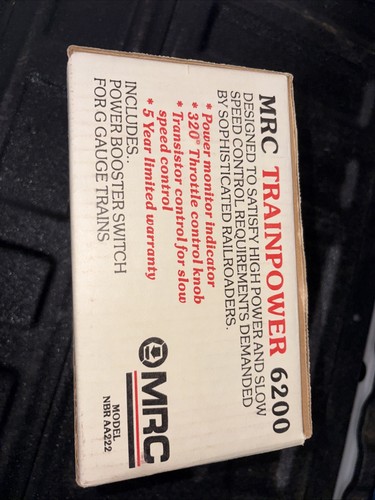 MRC TRAINPOWER 6200
DESIGNED TO SATISFY HIGH POWER AND SLOW
SPEED CONTROL REQUIREMENTS DEMANDED
BY SOPHISTICATED RAILROADERS.
* Power monitor indicator
* 320° Throttle control knob
* Transistor control for slow
speed control
* 5 Year limited warranty
INCLUDES..
POWER BOOSTER SWITCH
FOR G GAUGE TRAINS
MRC
MODEL
NBR AA222